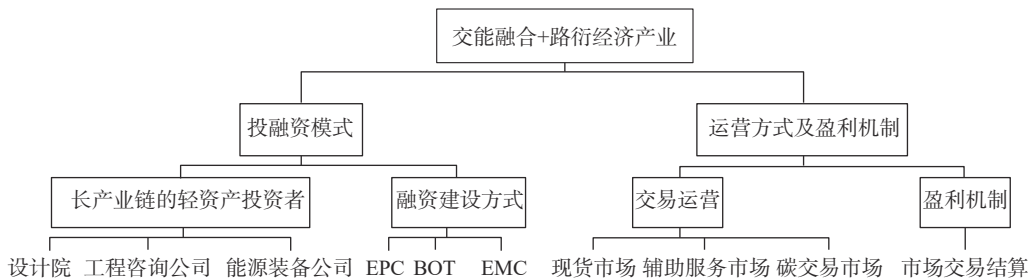 交能融合+路衍经济产业
投融资模式
运营方式及盈利机制
长产业链的轻资产投资者
融资建设方式
交易运营
盈利机制
设计院
工程咨询公司
能源装备公司
EPC
BOT
EMC
现货市场
辅助服务市场
碳交易市场
市场交易结算